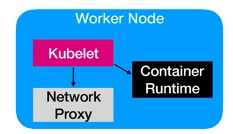 Worker Node
Kubelet
Container
Runtime
Network
Proxy